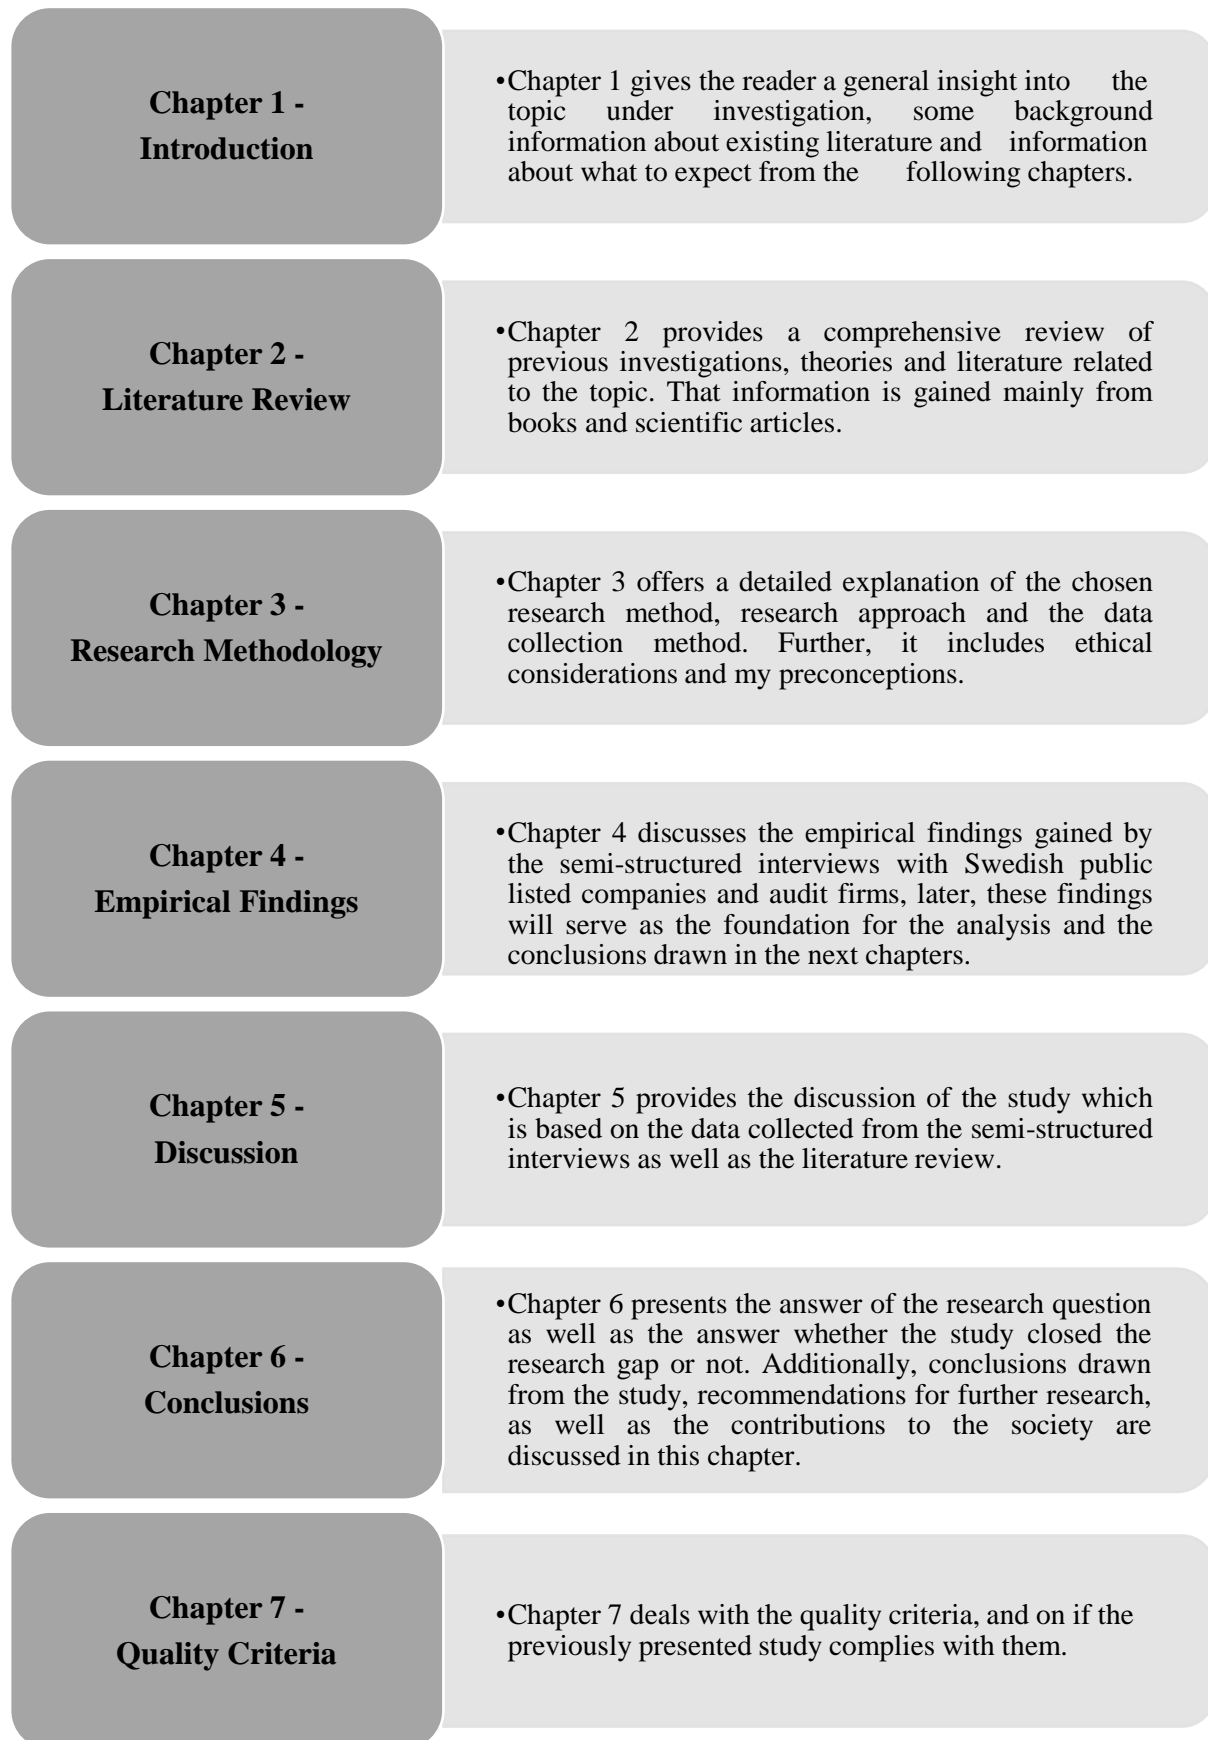 Chapter 1 -
Introduction
•Chapter 1 gives the reader a general insight into the
topic under investigation, some background
information about existing literature and information
about what to expect from the following chapters.
Chapter 2 -
Literature Review
•Chapter 2 provides a comprehensive review of
previous investigations, theories and literature related
to the topic. That information is gained mainly from
books and scientific articles.
Chapter 3 -
Research Methodology
•Chapter 3 offers a detailed explanation of the chosen
research method, research approach and the data
collection method. Further, it includes ethical
considerations and my preconceptions.
Chapter 4 -
Empirical Findings
•Chapter 4 discusses the empirical findings gained by
the semi-structured interviews with Swedish public
listed companies and audit firms, later, these findings
will serve as the foundation for the analysis and the
conclusions drawn in the next chapters.
Chapter 5 -
Discussion
•Chapter 5 provides the discussion of the study which
is based on the data collected from the semi-structured
interviews as well as the literature review.
Chapter 6 -
Conclusions
•Chapter 6 presents the answer of the research question
as well as the answer whether the study closed the
research gap or not. Additionally, conclusions drawn
from the study, recommendations for further research,
as well as the contributions to the society are
discussed in this chapter.
Chapter 7 -
Quality Criteria
•Chapter 7 deals with the quality criteria, and on if the
previously presented study complies with them.